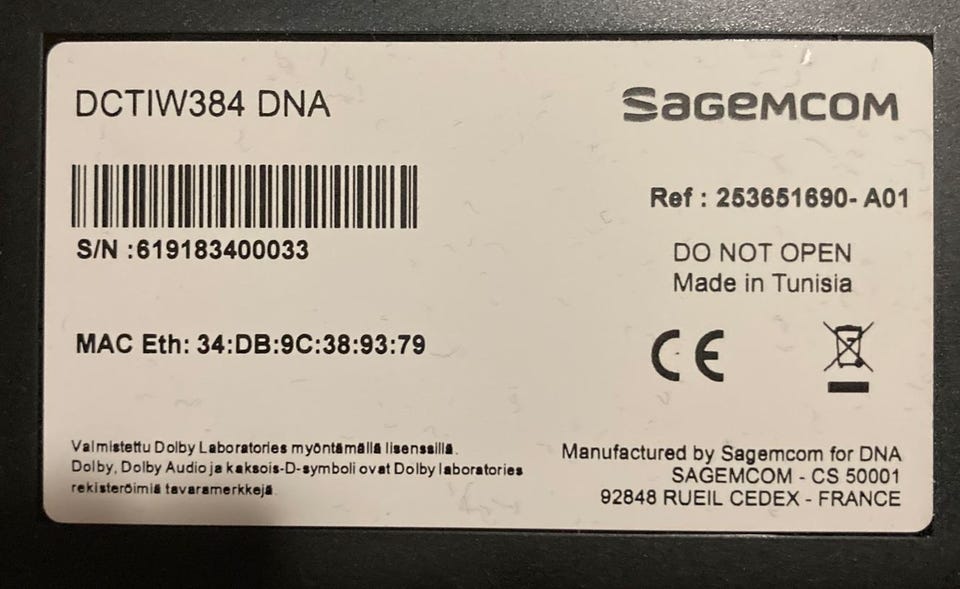 DCTIW384 DNA
SAGEMCOM
Ref : 253651690- A01
S/N :619183400033
DO NOT OPEN
Made in Tunisia
MAC Eth: 34:DB:9C:38:93:79
CE
Valmistettu Dolby Laboratories myöntämällä lisenssillä.
Dolby, Dolby Audio ja kaksois-D-symboli ovat Dolby laboratories
rekisteröimiä tavaramerkkejä
Manufactured by Sagemcom for DNA
SAGEMCOM - CS 50001
92848 RUEIL CEDEX - FRANCE